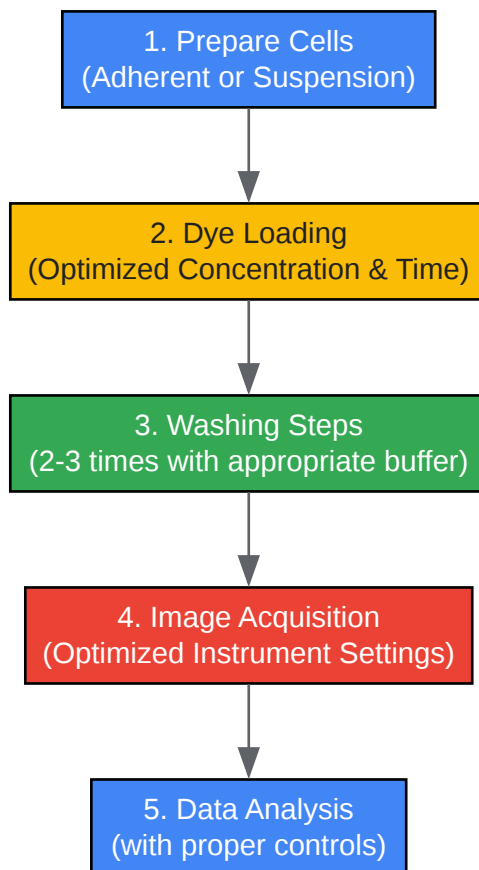 1. Prepare Cells
(Adherent or Suspension)
2. Dye Loading
(Optimized Concentration & Time)
3. Washing Steps
(2-3 times with appropriate buffer)
4. Image Acquisition
(Optimized Instrument Settings)
5. Data Analysis
(with proper controls)